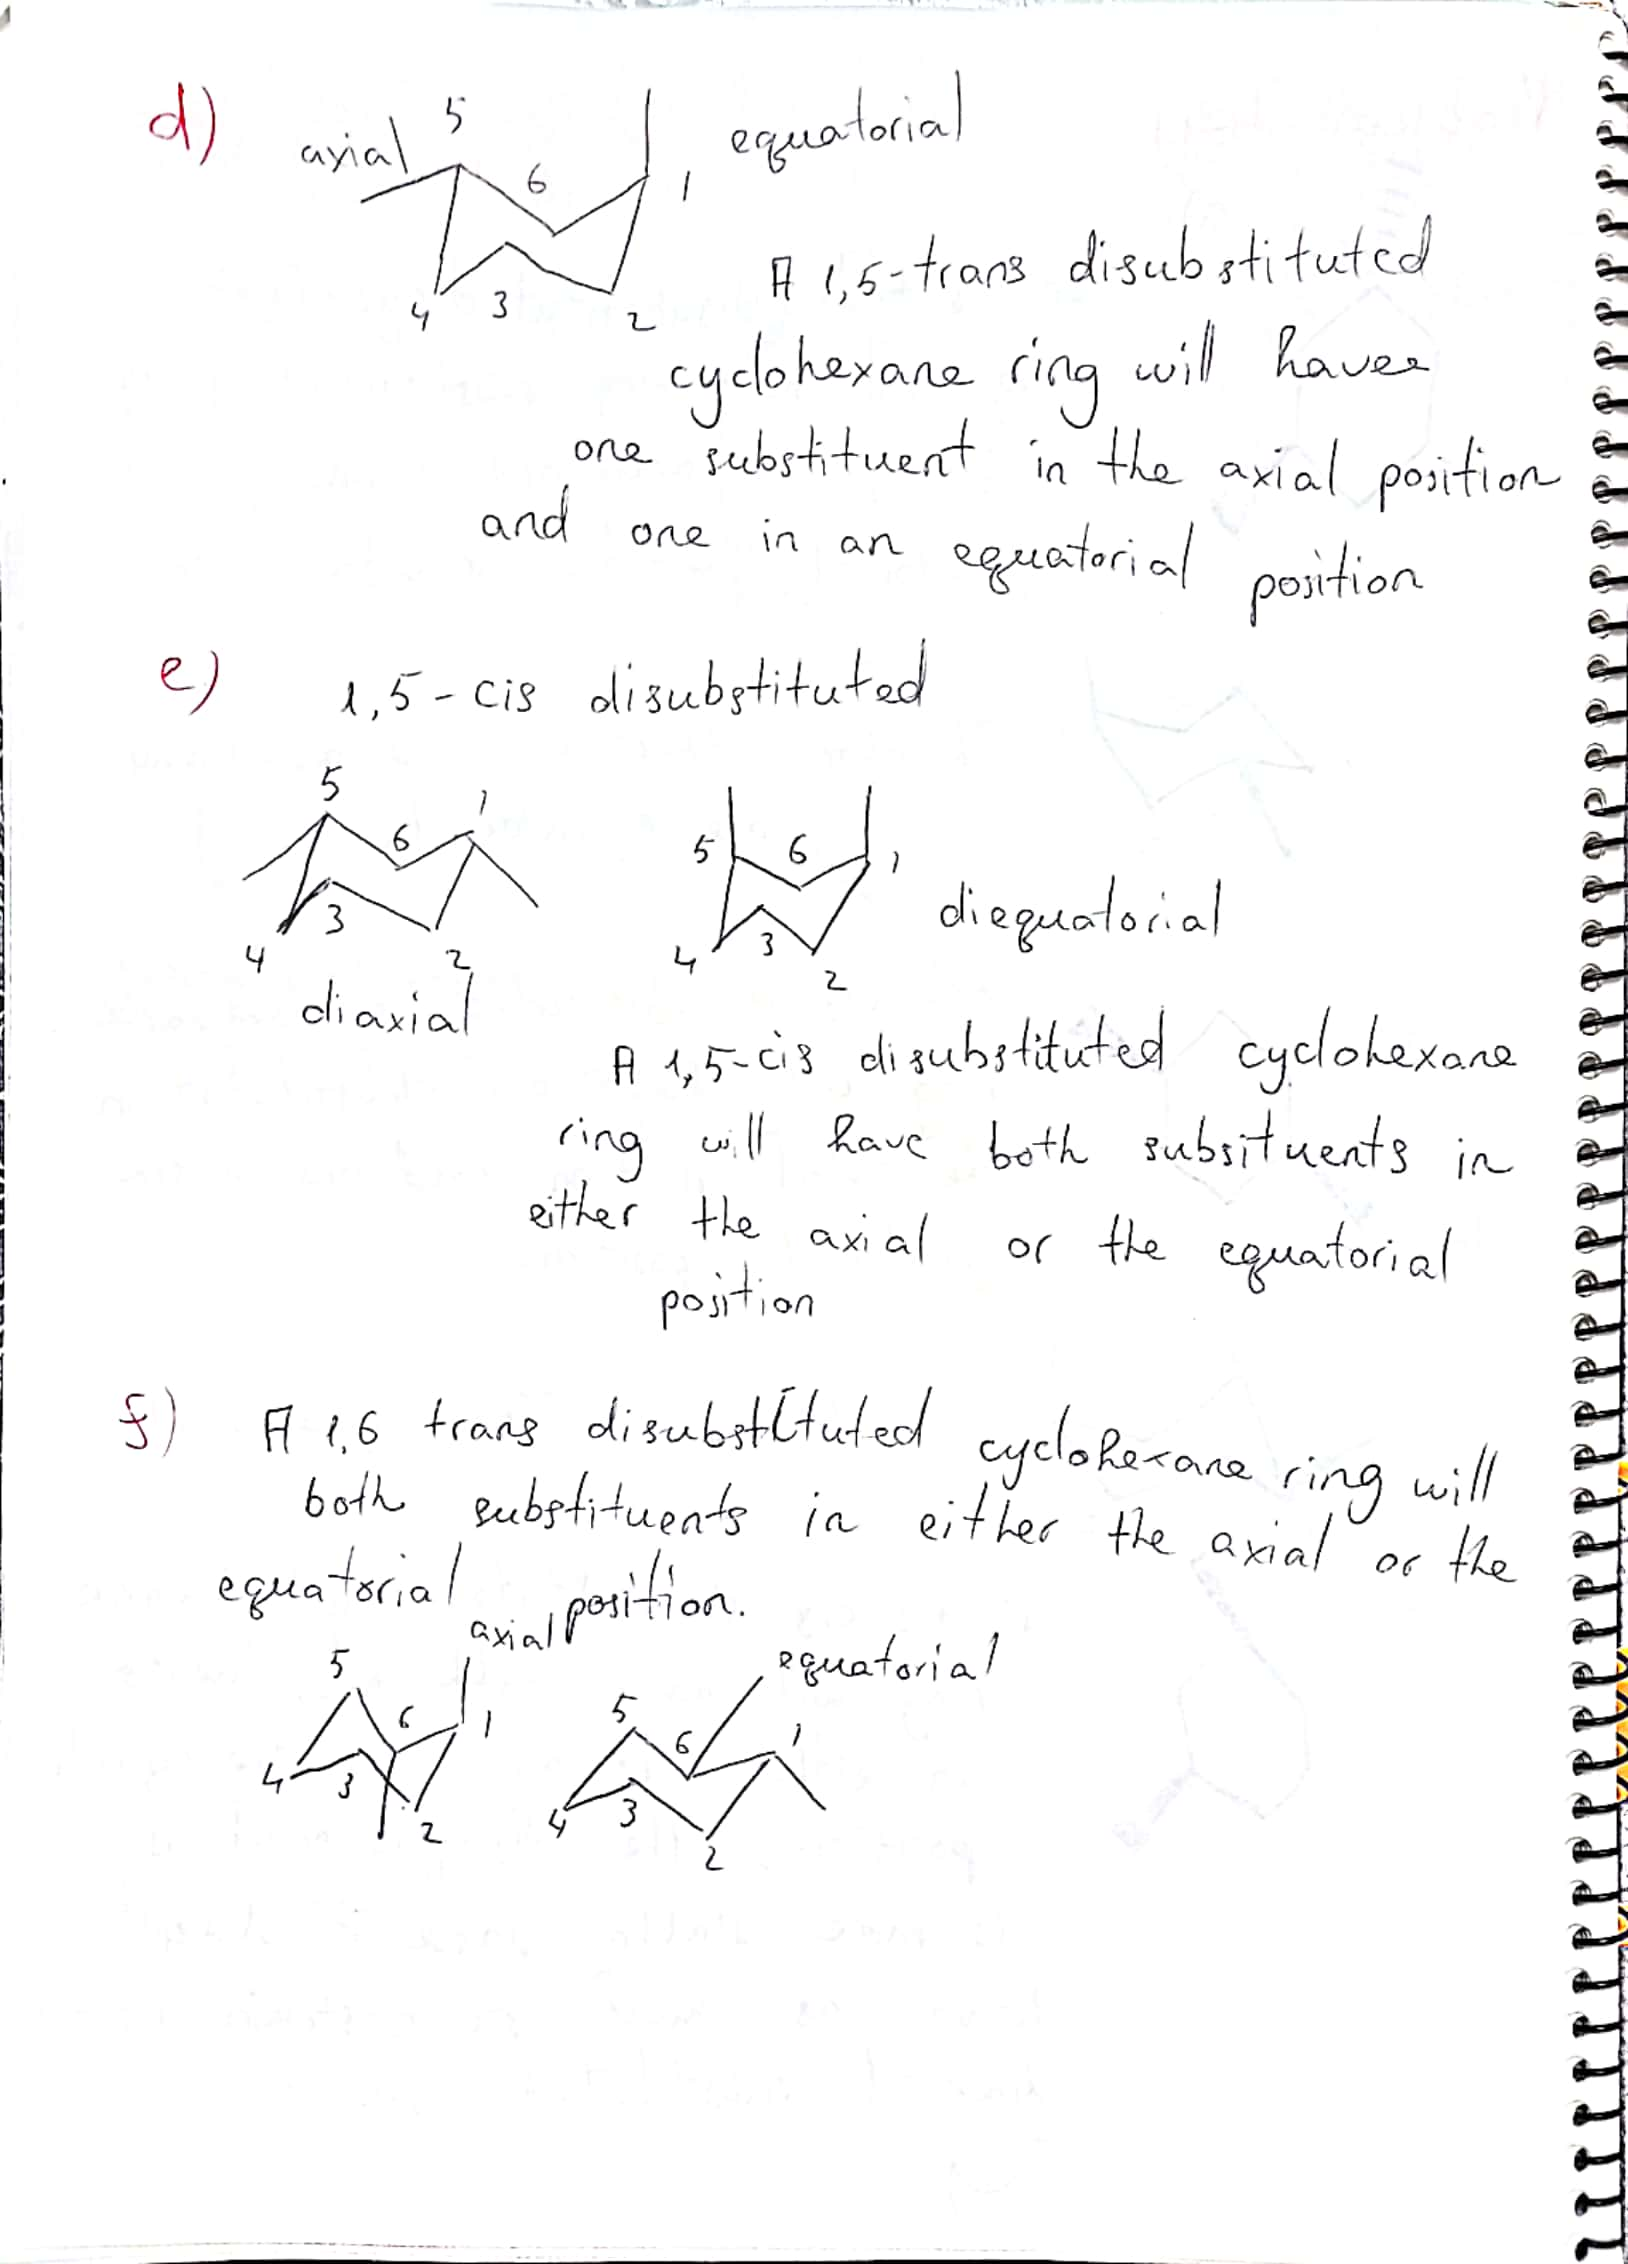 d)
axial 5 equatorial
6 1
4 3 2
A 1,5-trans disubstituted
cyclohexane ring will havee
one substituent in the axial position
and one in an equatorial position
e) 1,5-cis disubstituted
5 1 6 3 4 2
diaxial
5 6 1 3 4 2
diequatorial
A 1,5-cis disubstituted cyclohexane
ring will have both subsituents in
either the axial or the equatorial
position
f) A 1,6 trans disubstituted cyclohexane ring will
both substituents in either the axial or the
equatorial position.
axial
5 6 1 4 3 2
equatorial
5 6 1 4 3 2